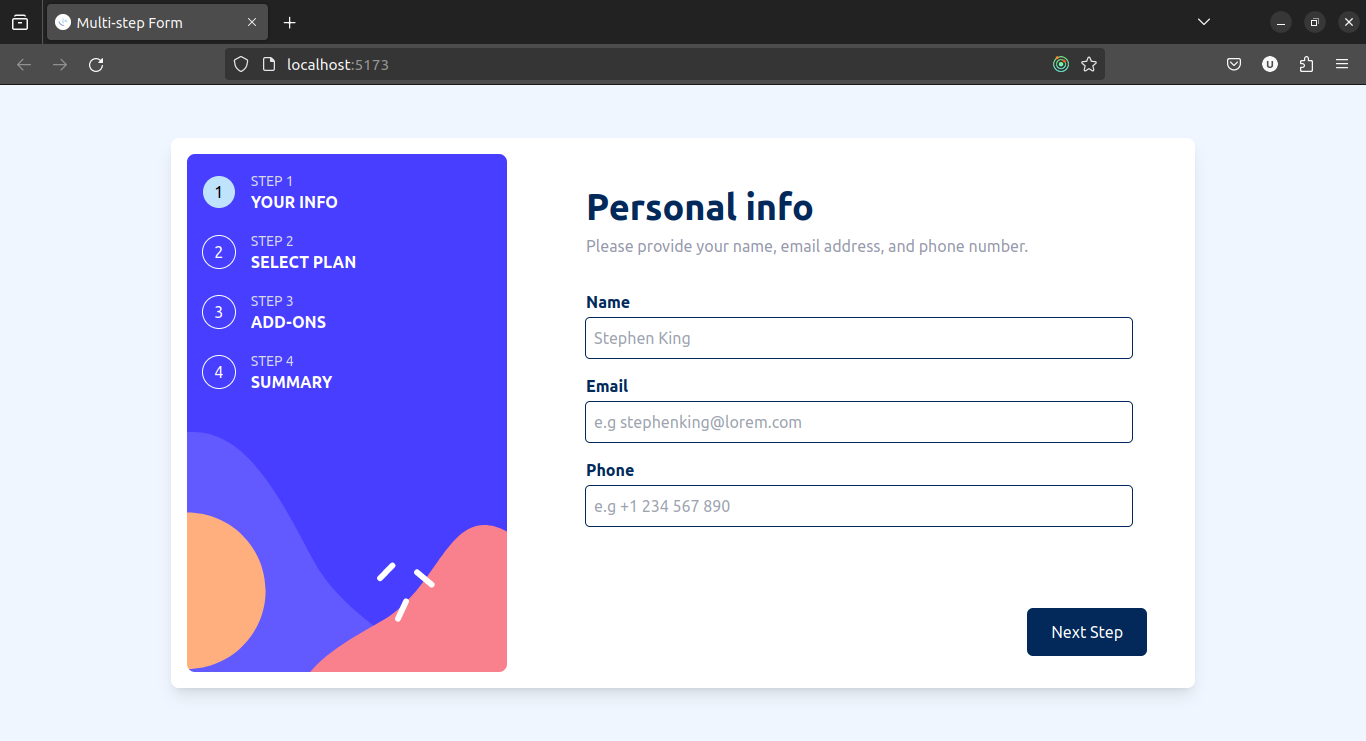 Multi-step Form
localhost:5173
U
1
STEP 1
YOUR INFO
2
STEP 2
SELECT PLAN
3
STEP 3
ADD-ONS
4
STEP 4
SUMMARY
Personal info
Please provide your name, email address, and phone number.
Name
Stephen King
Email
e.g stephenking@lorem.com
Phone
e.g +1 234 567 890
Next Step